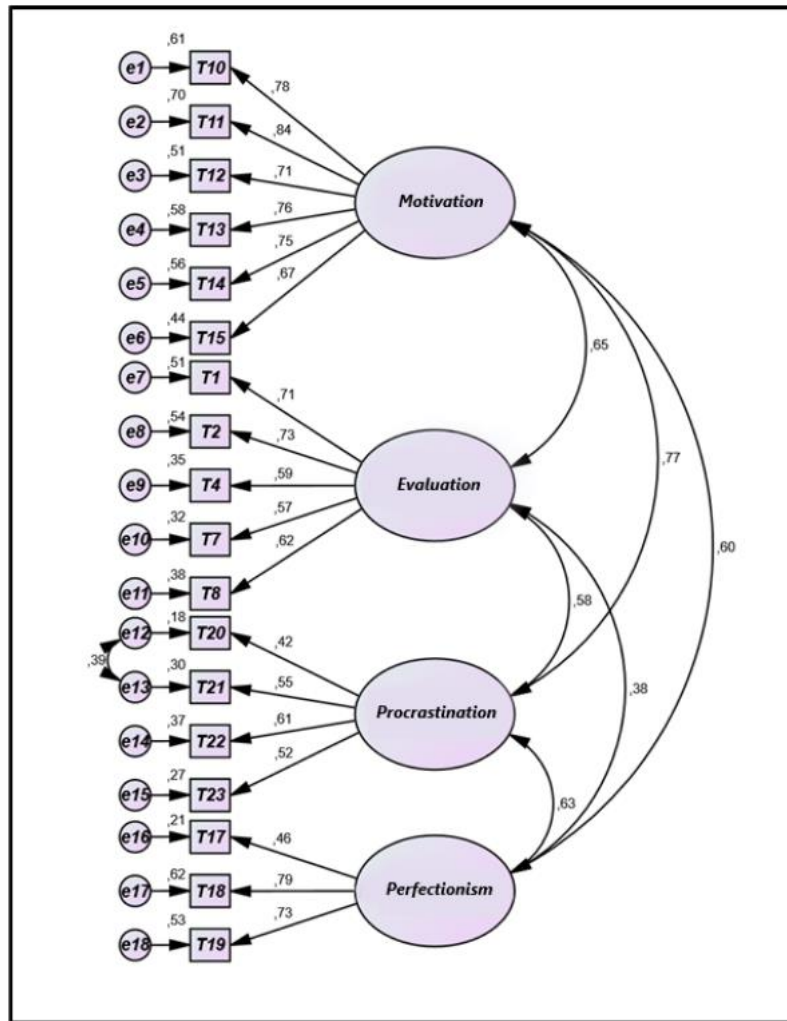 ,61
e1 T10
,78
,70
e2 T11
,84
,51
e3 T12
,71
Motivation
,58
e4 T13
,76
,56
e5 T14
,75
,44
e6 T15
,67
,65
,51
e7 T1
,71
,54
e8 T2
,73
,77
,35
e9 T4
,59
Evaluation
,32
e10 T7
,57
,60
,38
e11 T8
,62
,58
,18
e12 T20
,42
,39
,30
e13 T21
,55
,38
Procrastination
,37
e14 T22
,61
,27
e15 T23
,52
,63
,21
e16 T17
,46
,62
e17 T18
,79
Perfectionism
,53
e18 T19
,73